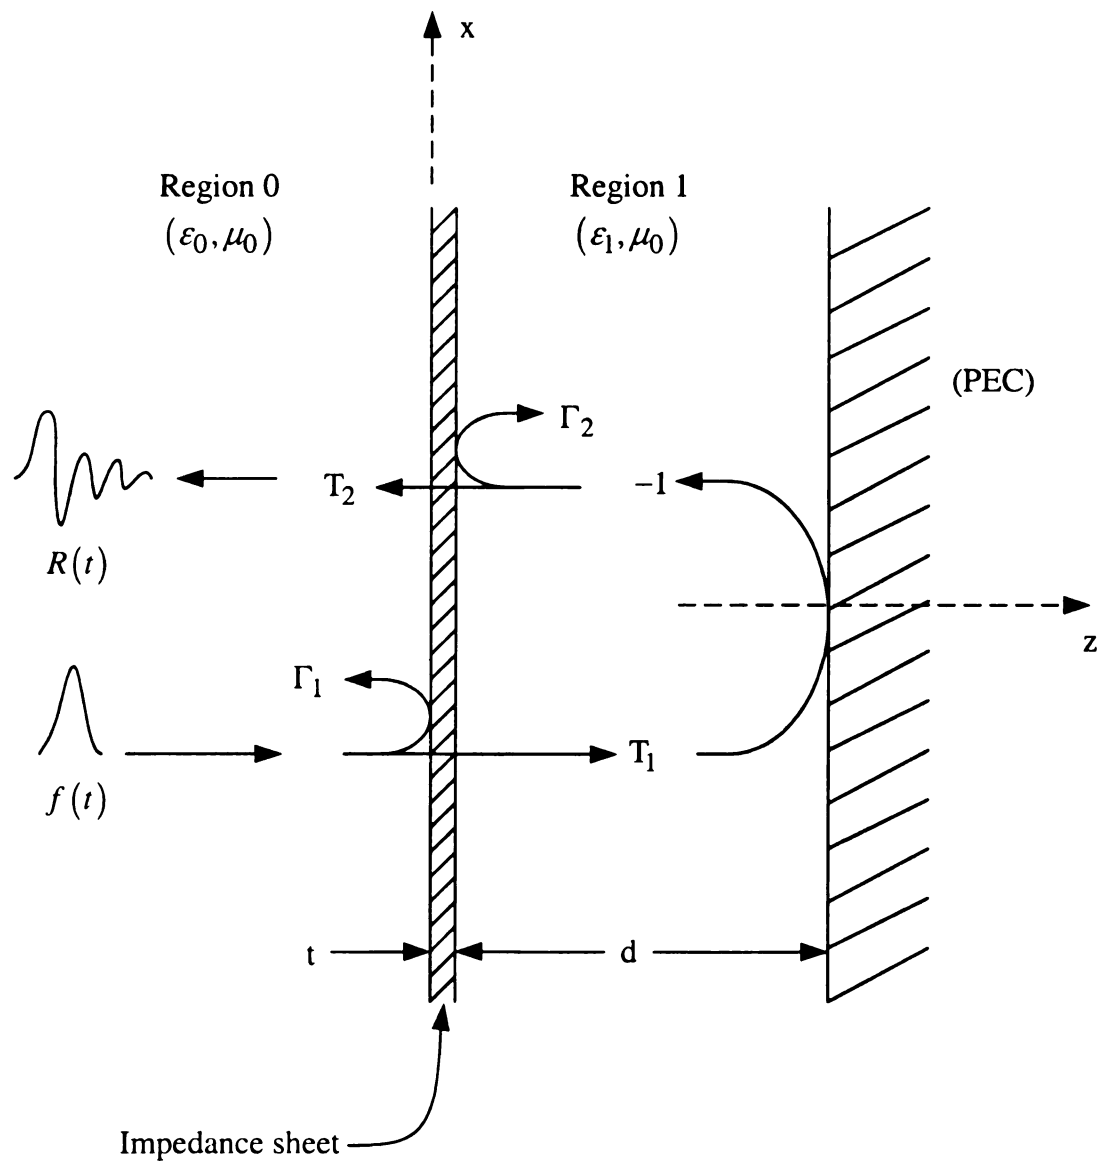 x
Region 0
(ε₀, μ₀)
Region 1
(ε₁, μ₀)
(PEC)
Γ₂
T₂
−1
R(t)
z
Γ₁
T₁
f(t)
t
d
Impedance sheet